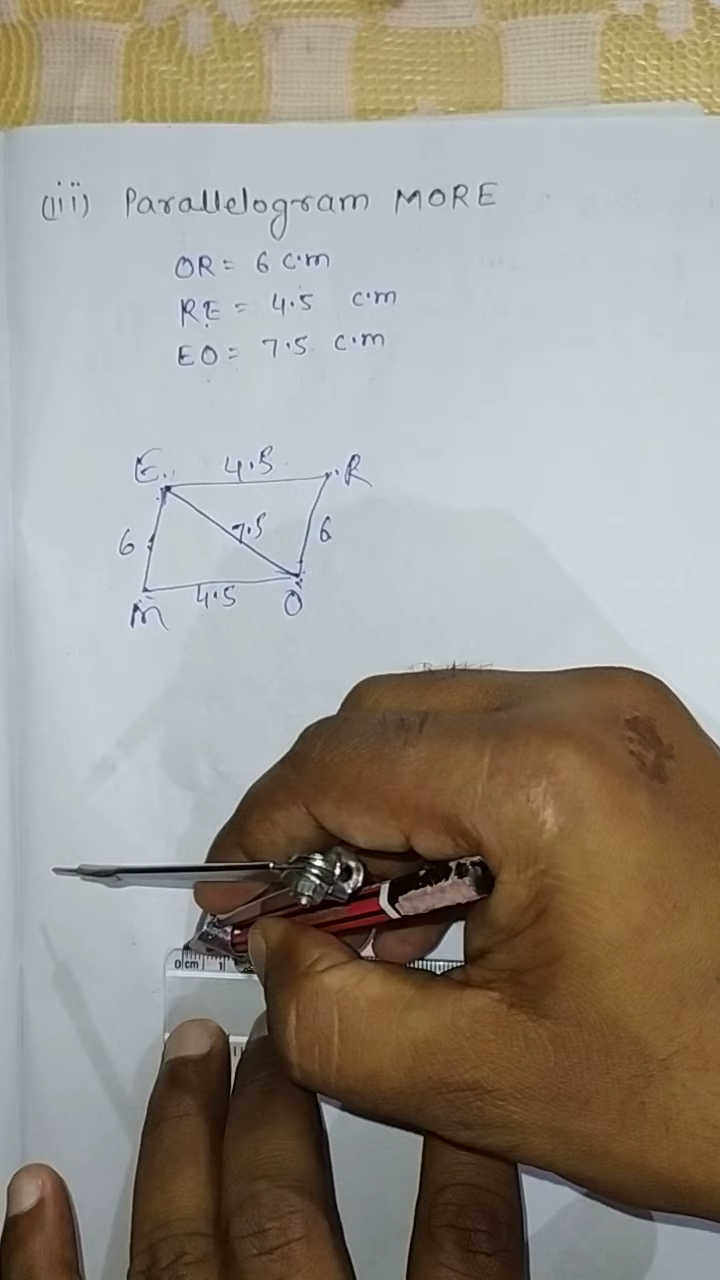 (iii) Parallelogram MORE
OR = 6 c.m
RE = 4.5 c.m
EO = 7.5 c.m
E 4.5 R
6 7.5 6
M 4.5 O
0 cm 1